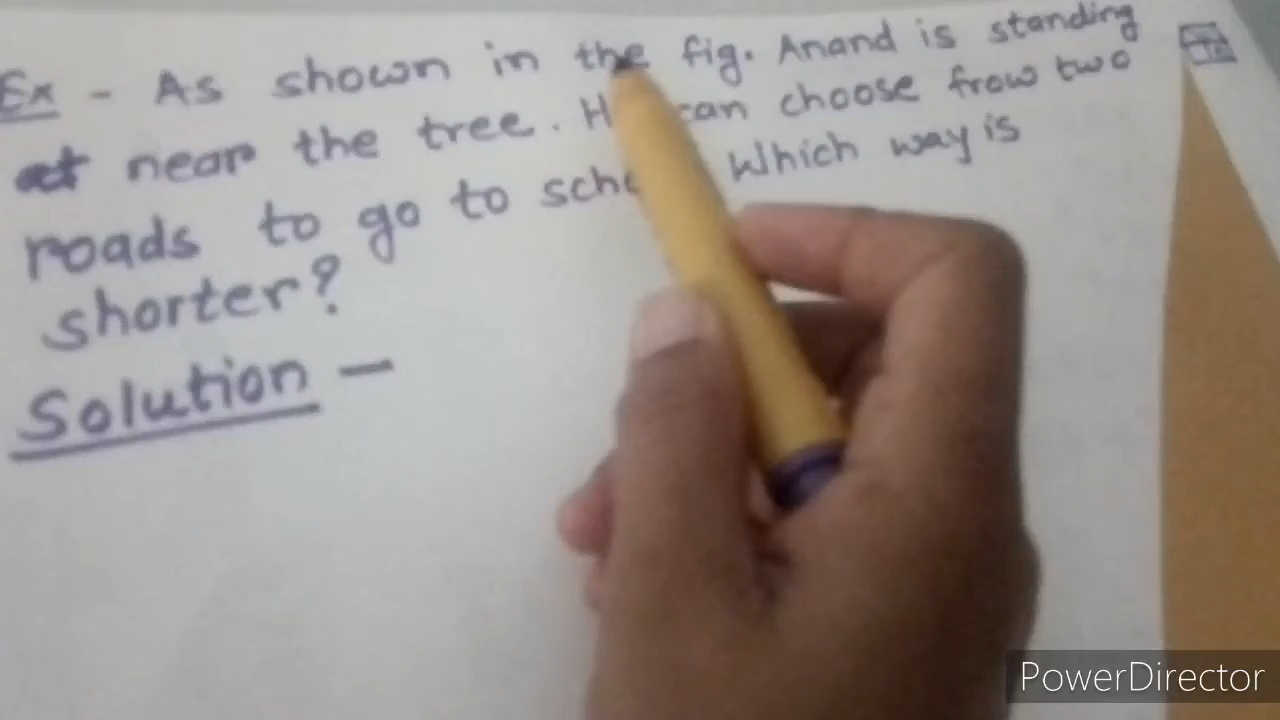 Ex - As shown in the fig. Anand is standing
at near the tree. H can choose from two
roads to go to sch Which way is
shorter?
Solution -
PowerDirector